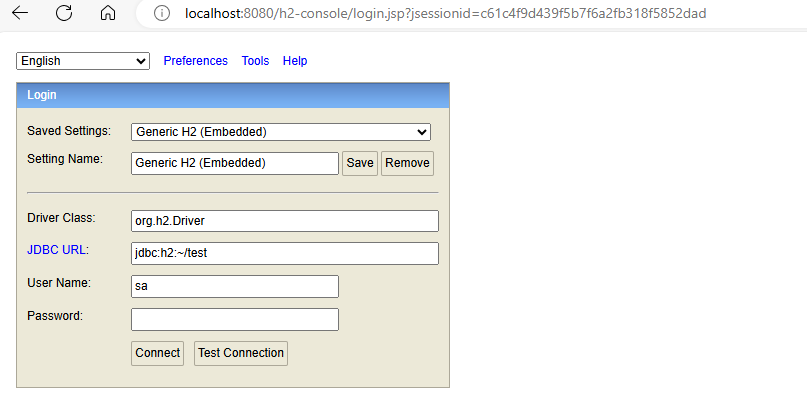 localhost:8080/h2-console/login.jsp?jsessionid=c61c4f9d439f5b7f6a2fb318f5852dad
English Preferences Tools Help
Login
Saved Settings: Generic H2 (Embedded)
Setting Name: Generic H2 (Embedded) Save Remove
Driver Class: org.h2.Driver
JDBC URL: jdbc:h2:~/test
User Name: sa
Password:
Connect Test Connection